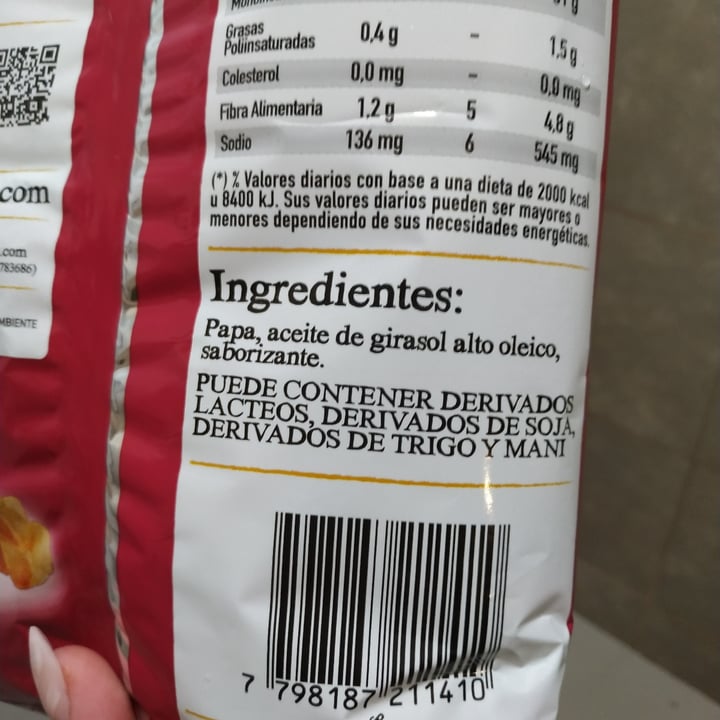 Grasas
Poliinsaturadas 0,4 g - 1,5 g
Colesterol 0,0 mg - 0,0 mg
Fibra Alimentaria 1,2 g 5 4,8 g
Sodio 136 mg 6 545 mg
(*) % Valores diarios con base a una dieta de 2000 kcal
u 8400 kJ. Sus valores diarios pueden ser mayores o
menores dependiendo de sus necesidades energéticas.
Ingredientes:
Papa, aceite de girasol alto oleico,
saborizante.
PUEDE CONTENER DERIVADOS
LACTEOS, DERIVADOS DE SOJA,
DERIVADOS DE TRIGO Y MANI
7 798187 211410
.com
.com
783686)
MBIENTE